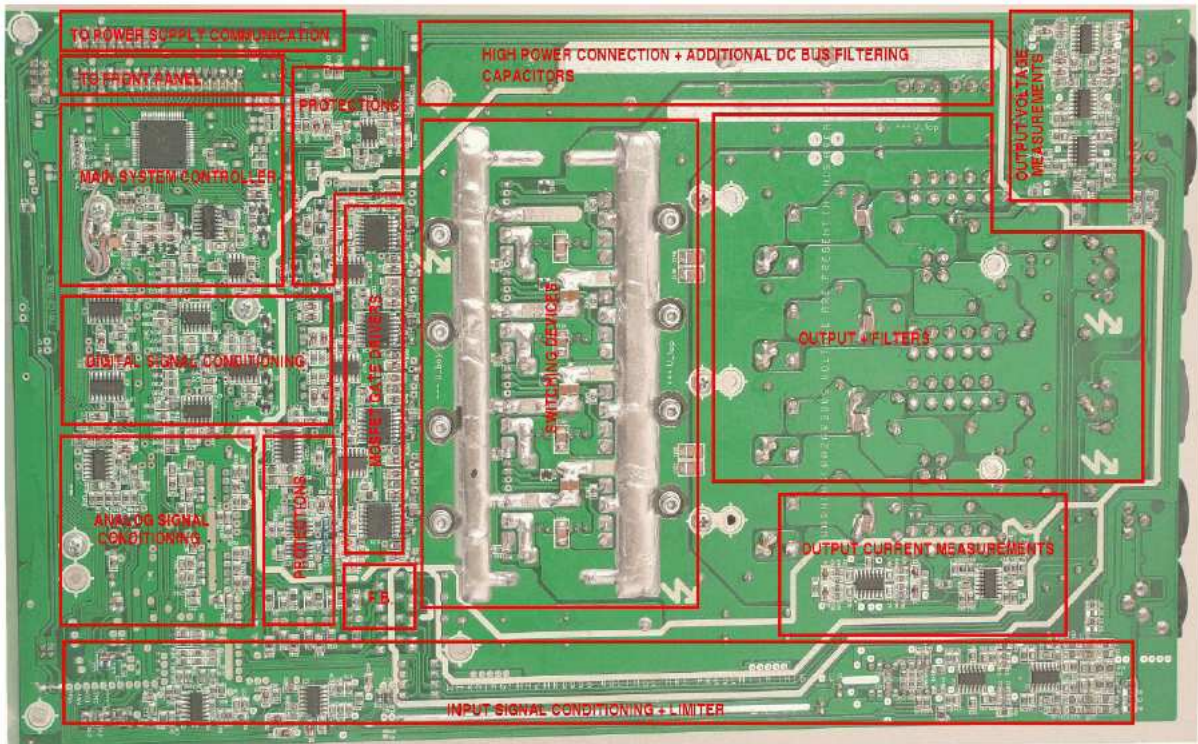 TO POWER SUPPLY COMMUNICATION
TO FRONT PANEL
PROTECTIONS
HIGH POWER CONNECTION + ADDITIONAL DC BUS FILTERING
CAPACITORS
OUTPUT VOLTAGE
MEASUREMENTS
MAIN SYSTEM CONTROLLER
MOSFET GATE DRIVERS
SWITCHING DEVICES
OUTPUT + FILTERS
DIGITAL SIGNAL CONDITIONING
ANALOG SIGNAL
CONDITIONING
PROTECTIONS
F.B.
OUTPUT CURRENT MEASUREMENTS
INPUT SIGNAL CONDITIONING + LIMITER